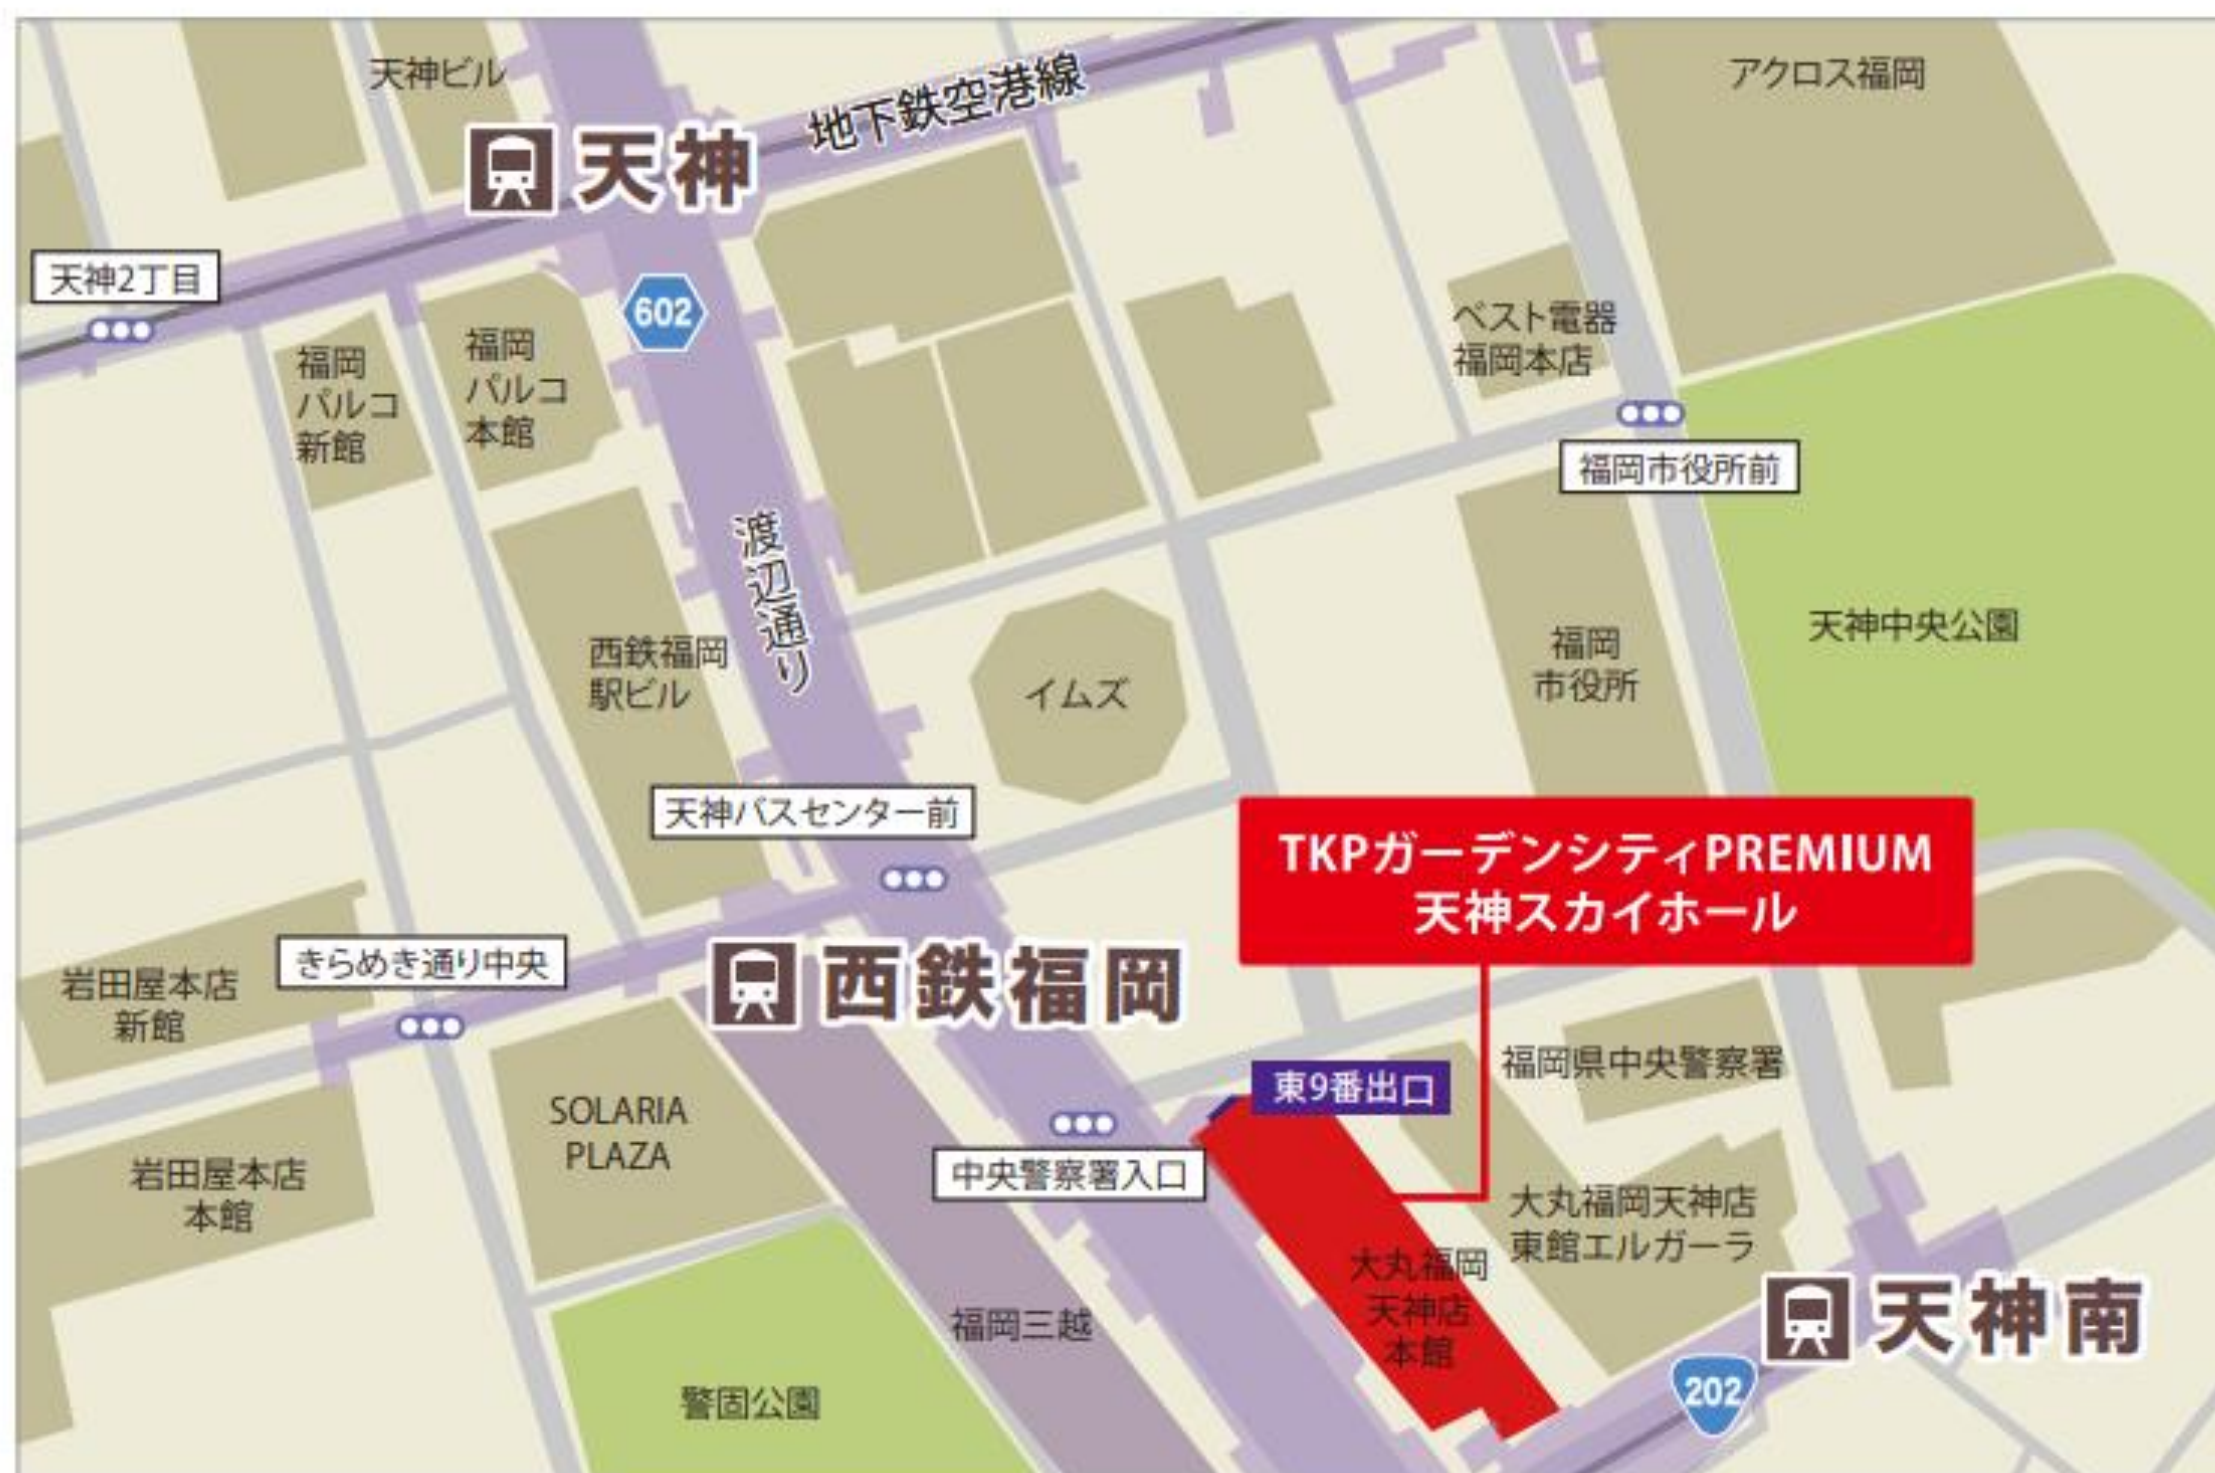 天神ビル
地下鉄空港線
アクロス福岡
天神
天神2丁目
602
福岡
パルコ
新館
福岡
パルコ
本館
ベスト電器
福岡本店
福岡市役所前
渡辺通り
西鉄福岡
駅ビル
イムズ
福岡
市役所
天神中央公園
天神バスセンター前
TKPガーデンシティPREMIUM
天神スカイホール
きらめき通り中央
岩田屋本店
新館
西鉄福岡
東9番出口
福岡県中央警察署
SOLARIA
PLAZA
中央警察署入口
岩田屋本店
本館
大丸福岡天神店
東館エルガーラ
大丸福岡
天神店
本館
天神南
福岡三越
警固公園
202